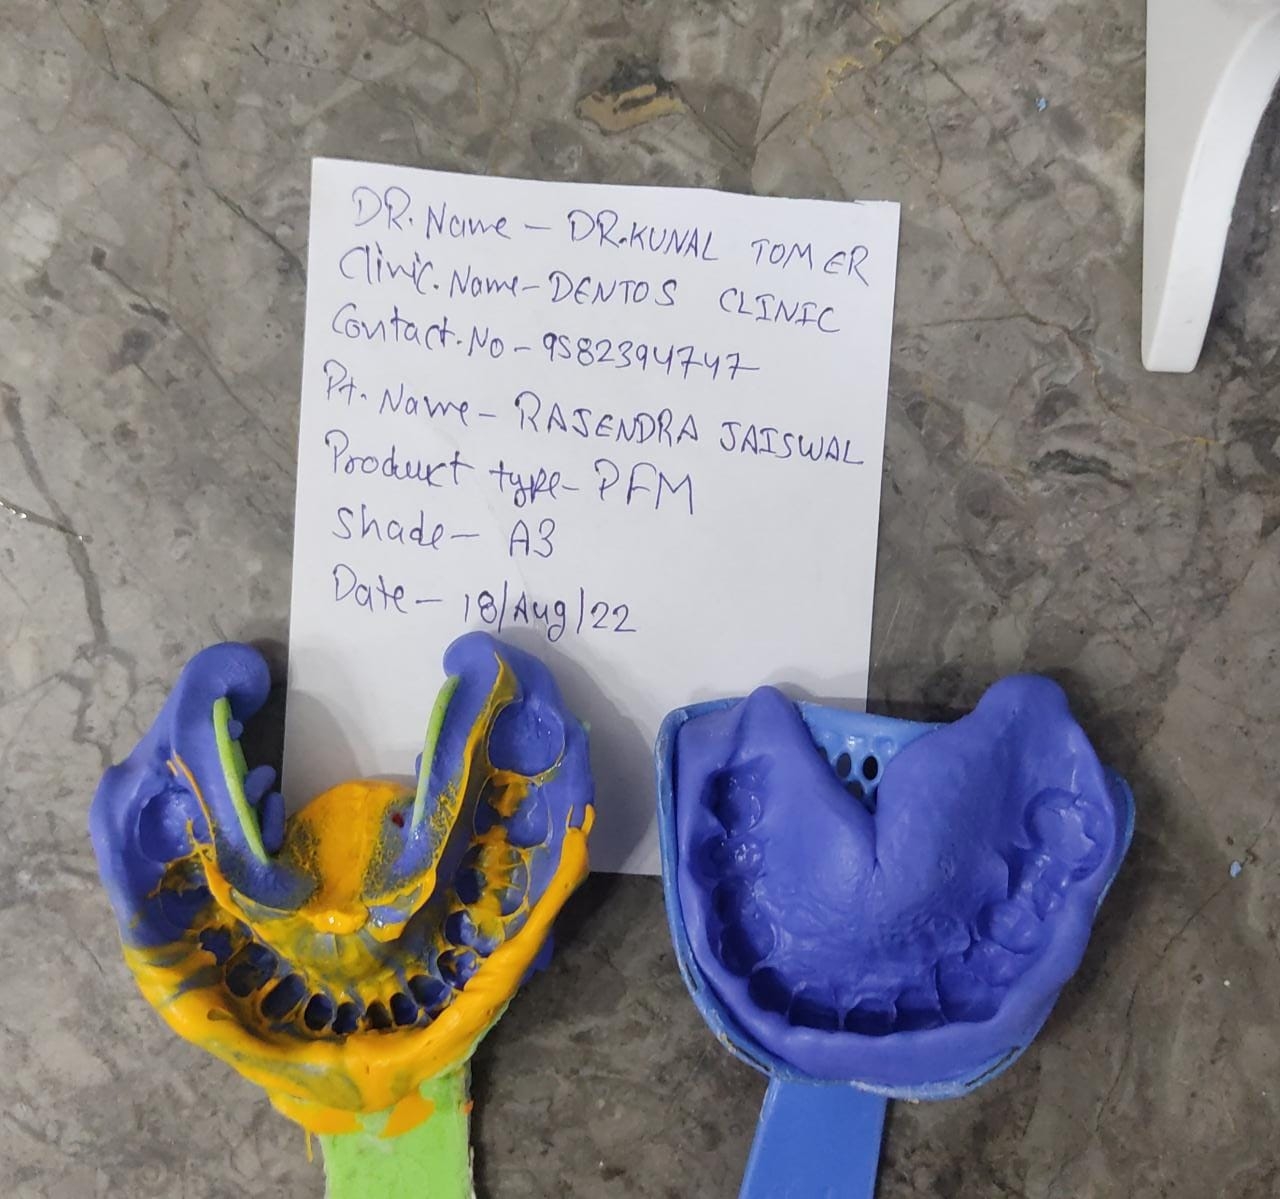 DR. Name - DR. KUNAL TOMER
Clinic. Name - DENTOS CLINIC
Contact. No - 9582394747
Pt. Name - RAJENDRA JAISWAL
Product type - PFM
Shade - A3
Date - 18/Aug/22